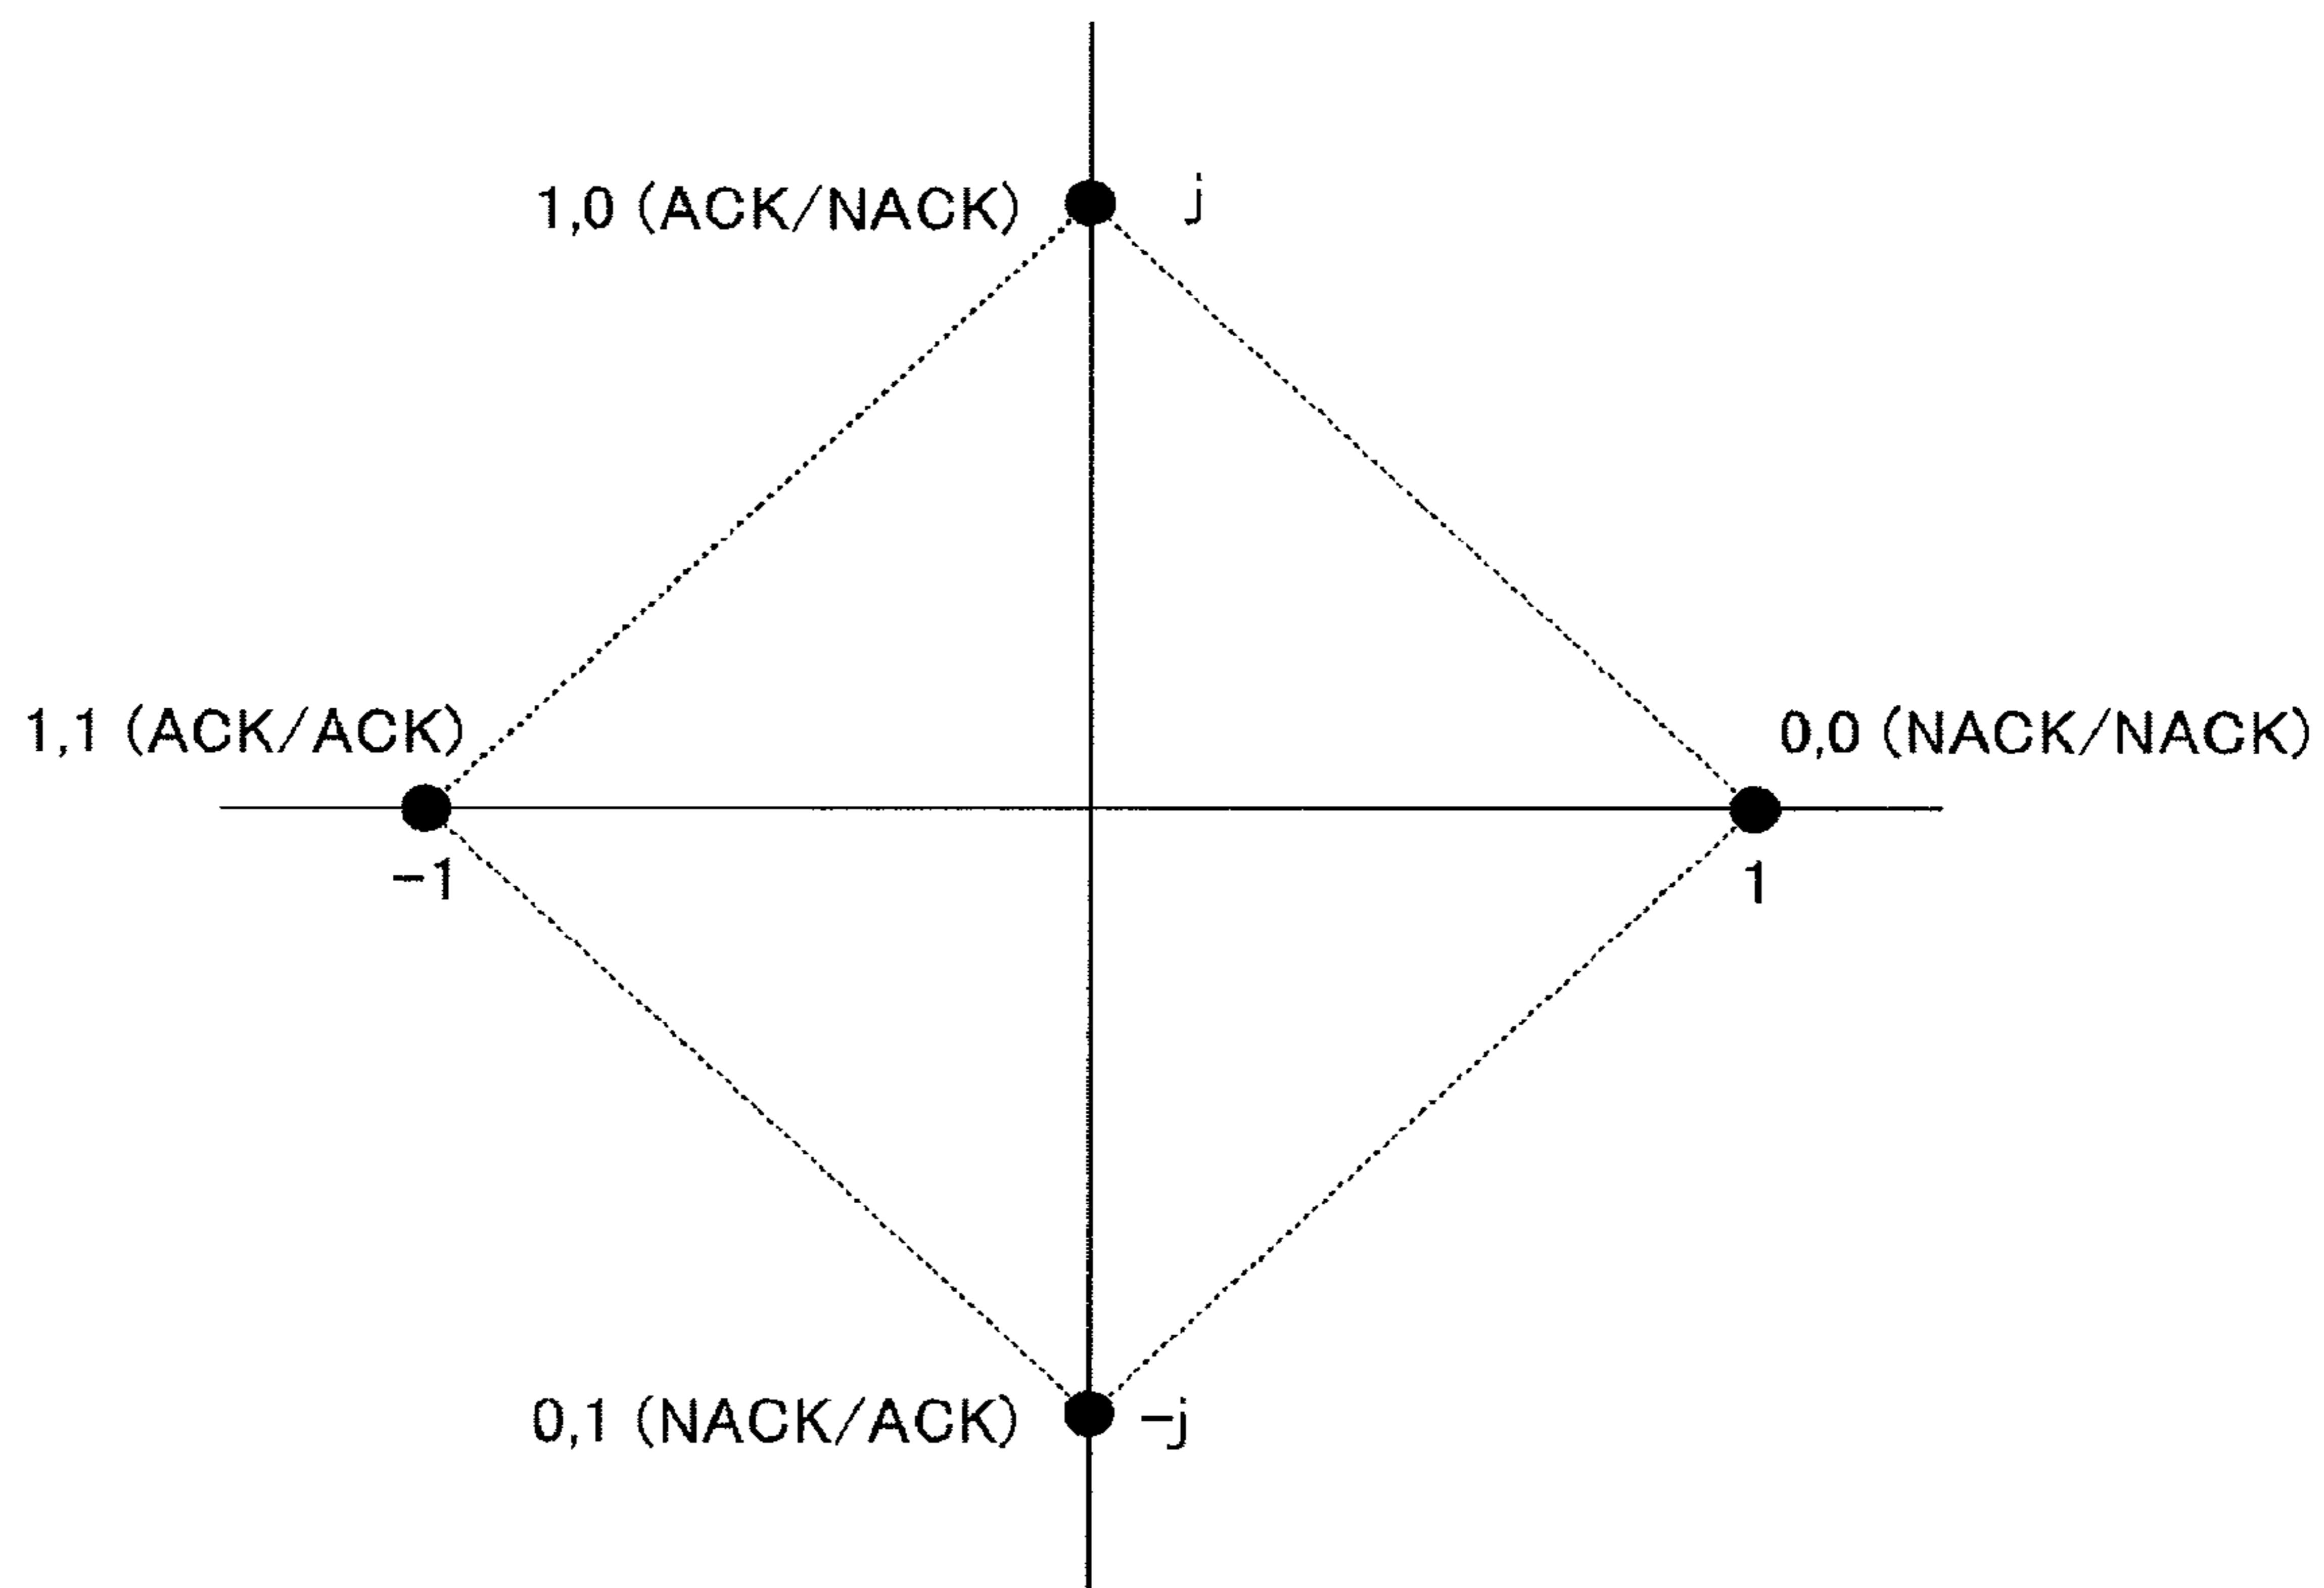 1,0 (ACK/NACK)
j
1,1 (ACK/ACK)
0,0 (NACK/NACK)
-1
1
0,1 (NACK/ACK)
-j